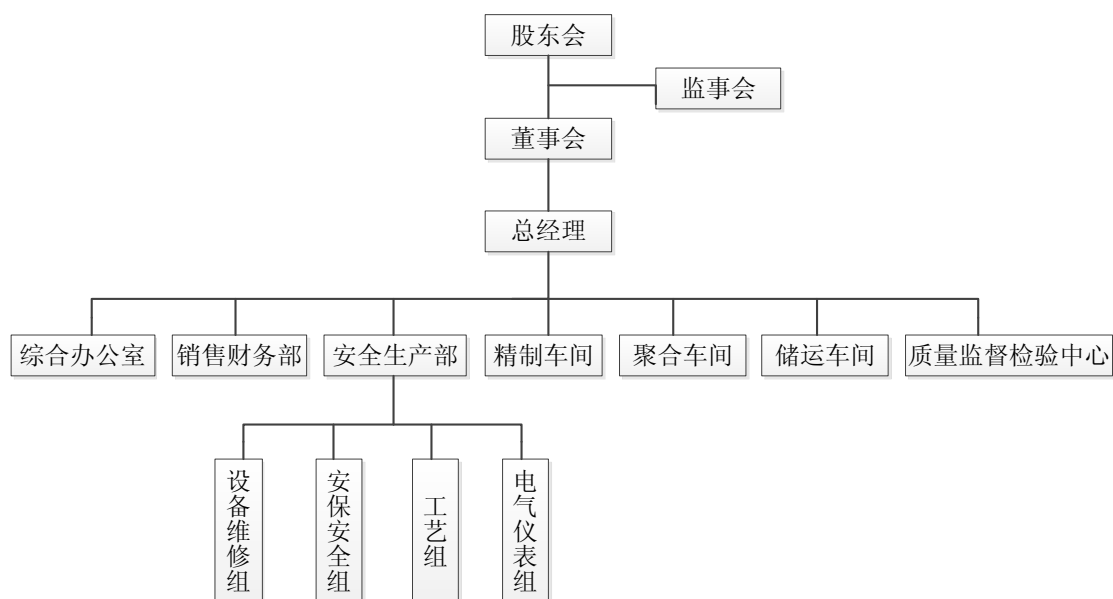 股东会
监事会
董事会
总经理
综合办公室
销售财务部
安全生产部
精制车间
聚合车间
储运车间
质量监督检验中心
设备维修组
安保安全组
工艺组
电气仪表组